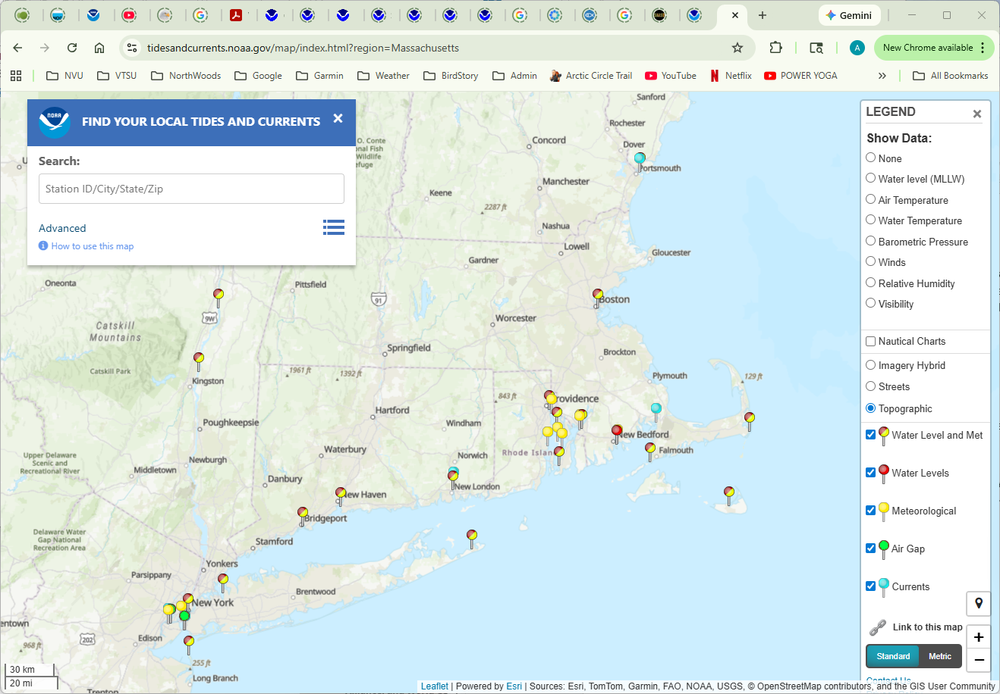 Gemini
tidesandcurrents.noaa.gov/map/index.html?region=Massachusetts
A
New Chrome available
NVU
VTSU
NorthWoods
Google
Garmin
Weather
BirdStory
Admin
Arctic Circle Trail
YouTube
Netflix
POWER YOGA
All Bookmarks
NOAA
FIND YOUR LOCAL TIDES AND CURRENTS
Search:
Station ID/City/State/Zip
Advanced
How to use this map
Sanford
Rochester
O. Conte
onal Fish
Wildlife
efuge
Concord
Dover
Portsmouth
Manchester
Keene
2287 ft
Nashua
Lowell
Gloucester
Gardner
Oneonta
Pittsfield
91
Boston
9W
Worcester
Catskill
Mountains
Springfield
Brockton
Catskill Park
1961 ft
1392 ft
Plymouth
129 ft
Kingston
843 ft
rovidence
Hartford
Poughkeepsie
Windham
New Bedford
Waterbury
Norwich
Rhode Islan
Falmouth
Upper Delaware
Scenic and
Recreational River
Newburgh
Middletown
Danbury
New London
New Haven
Bridgeport
Delaware Water
Gap National
Recreation Area
Stamford
Yonkers
Parsippany
Brentwood
New York
entown
202
Edison
968 ft
255 ft
Long Branch
Trenton
30 km
20 mi
LEGEND
Show Data:
None
Water level (MLLW)
Air Temperature
Water Temperature
Barometric Pressure
Winds
Relative Humidity
Visibility
Nautical Charts
Imagery Hybrid
Streets
Topographic
Water Level and Met
Water Levels
Meteorological
Air Gap
Currents
Link to this map
+
Standard
Metric
−
Contact Us
Leaflet | Powered by Esri | Sources: Esri, TomTom, Garmin, FAO, NOAA, USGS, © OpenStreetMap contributors, and the GIS User Community